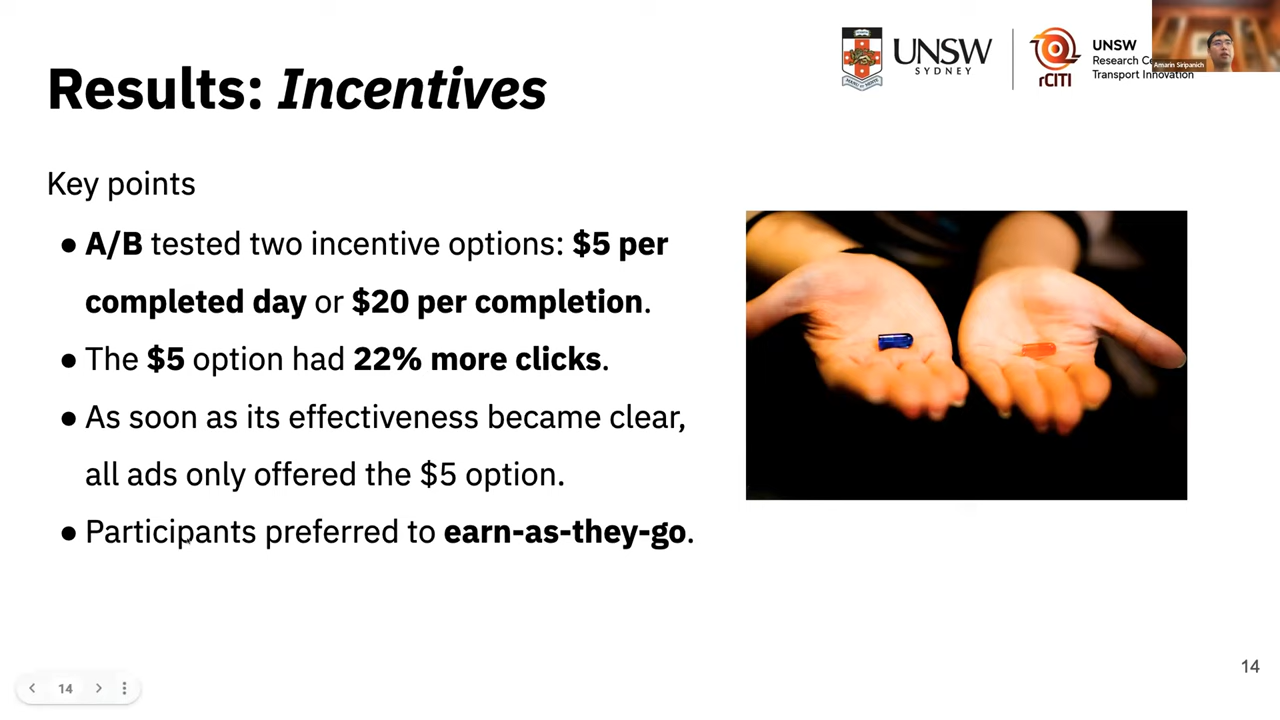 Results: Incentives
UNSW
SYDNEY
rCITI
UNSW
Research
Transport Innovation
Amarin Siripanich
Key points
● A/B tested two incentive options: $5 per
completed day or $20 per completion.
● The $5 option had 22% more clicks.
● As soon as its effectiveness became clear,
all ads only offered the $5 option.
● Participants preferred to earn-as-they-go.
14
14